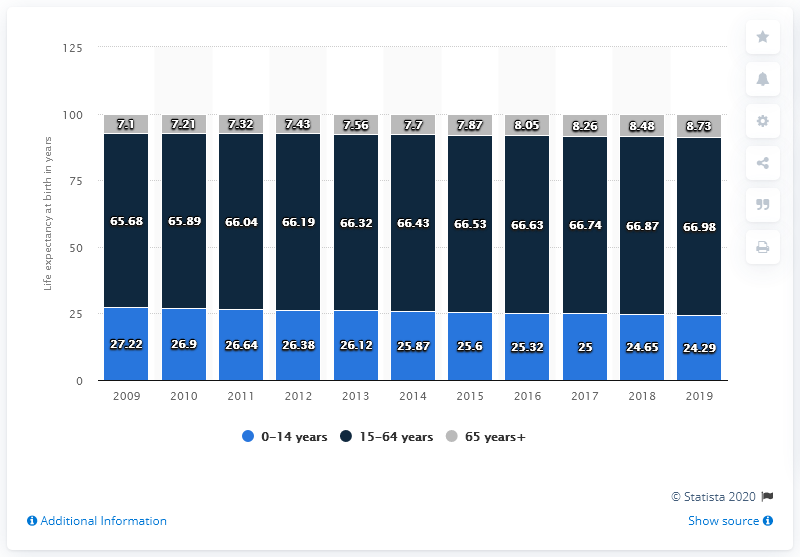 Life expectancy at birth in years
125
100
75
50
25
0
7.1 7.21 7.32 7.43 7.56 7.7 7.87 8.05 8.26 8.48 8.73
65.68 65.89 66.04 66.19 66.32 66.43 66.53 66.63 66.74 66.87 66.98
27.22 26.9 26.64 26.38 26.12 25.87 25.6 25.32 25 24.65 24.29
2009 2010 2011 2012 2013 2014 2015 2016 2017 2018 2019
0-14 years 15-64 years 65 years+
© Statista 2020
Additional Information Show source